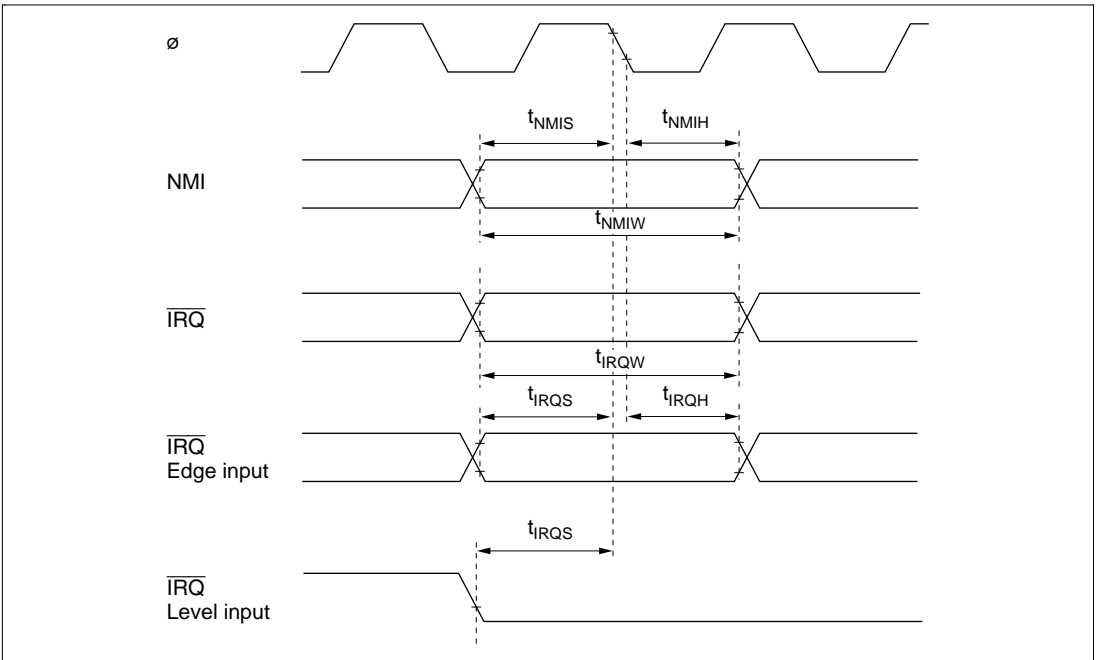 ø
tNMIS tNMIH
NMI
tNMIW
IRQ
tIRQW
tIRQS tIRQH
IRQ
Edge input
tIRQS
IRQ
Level input